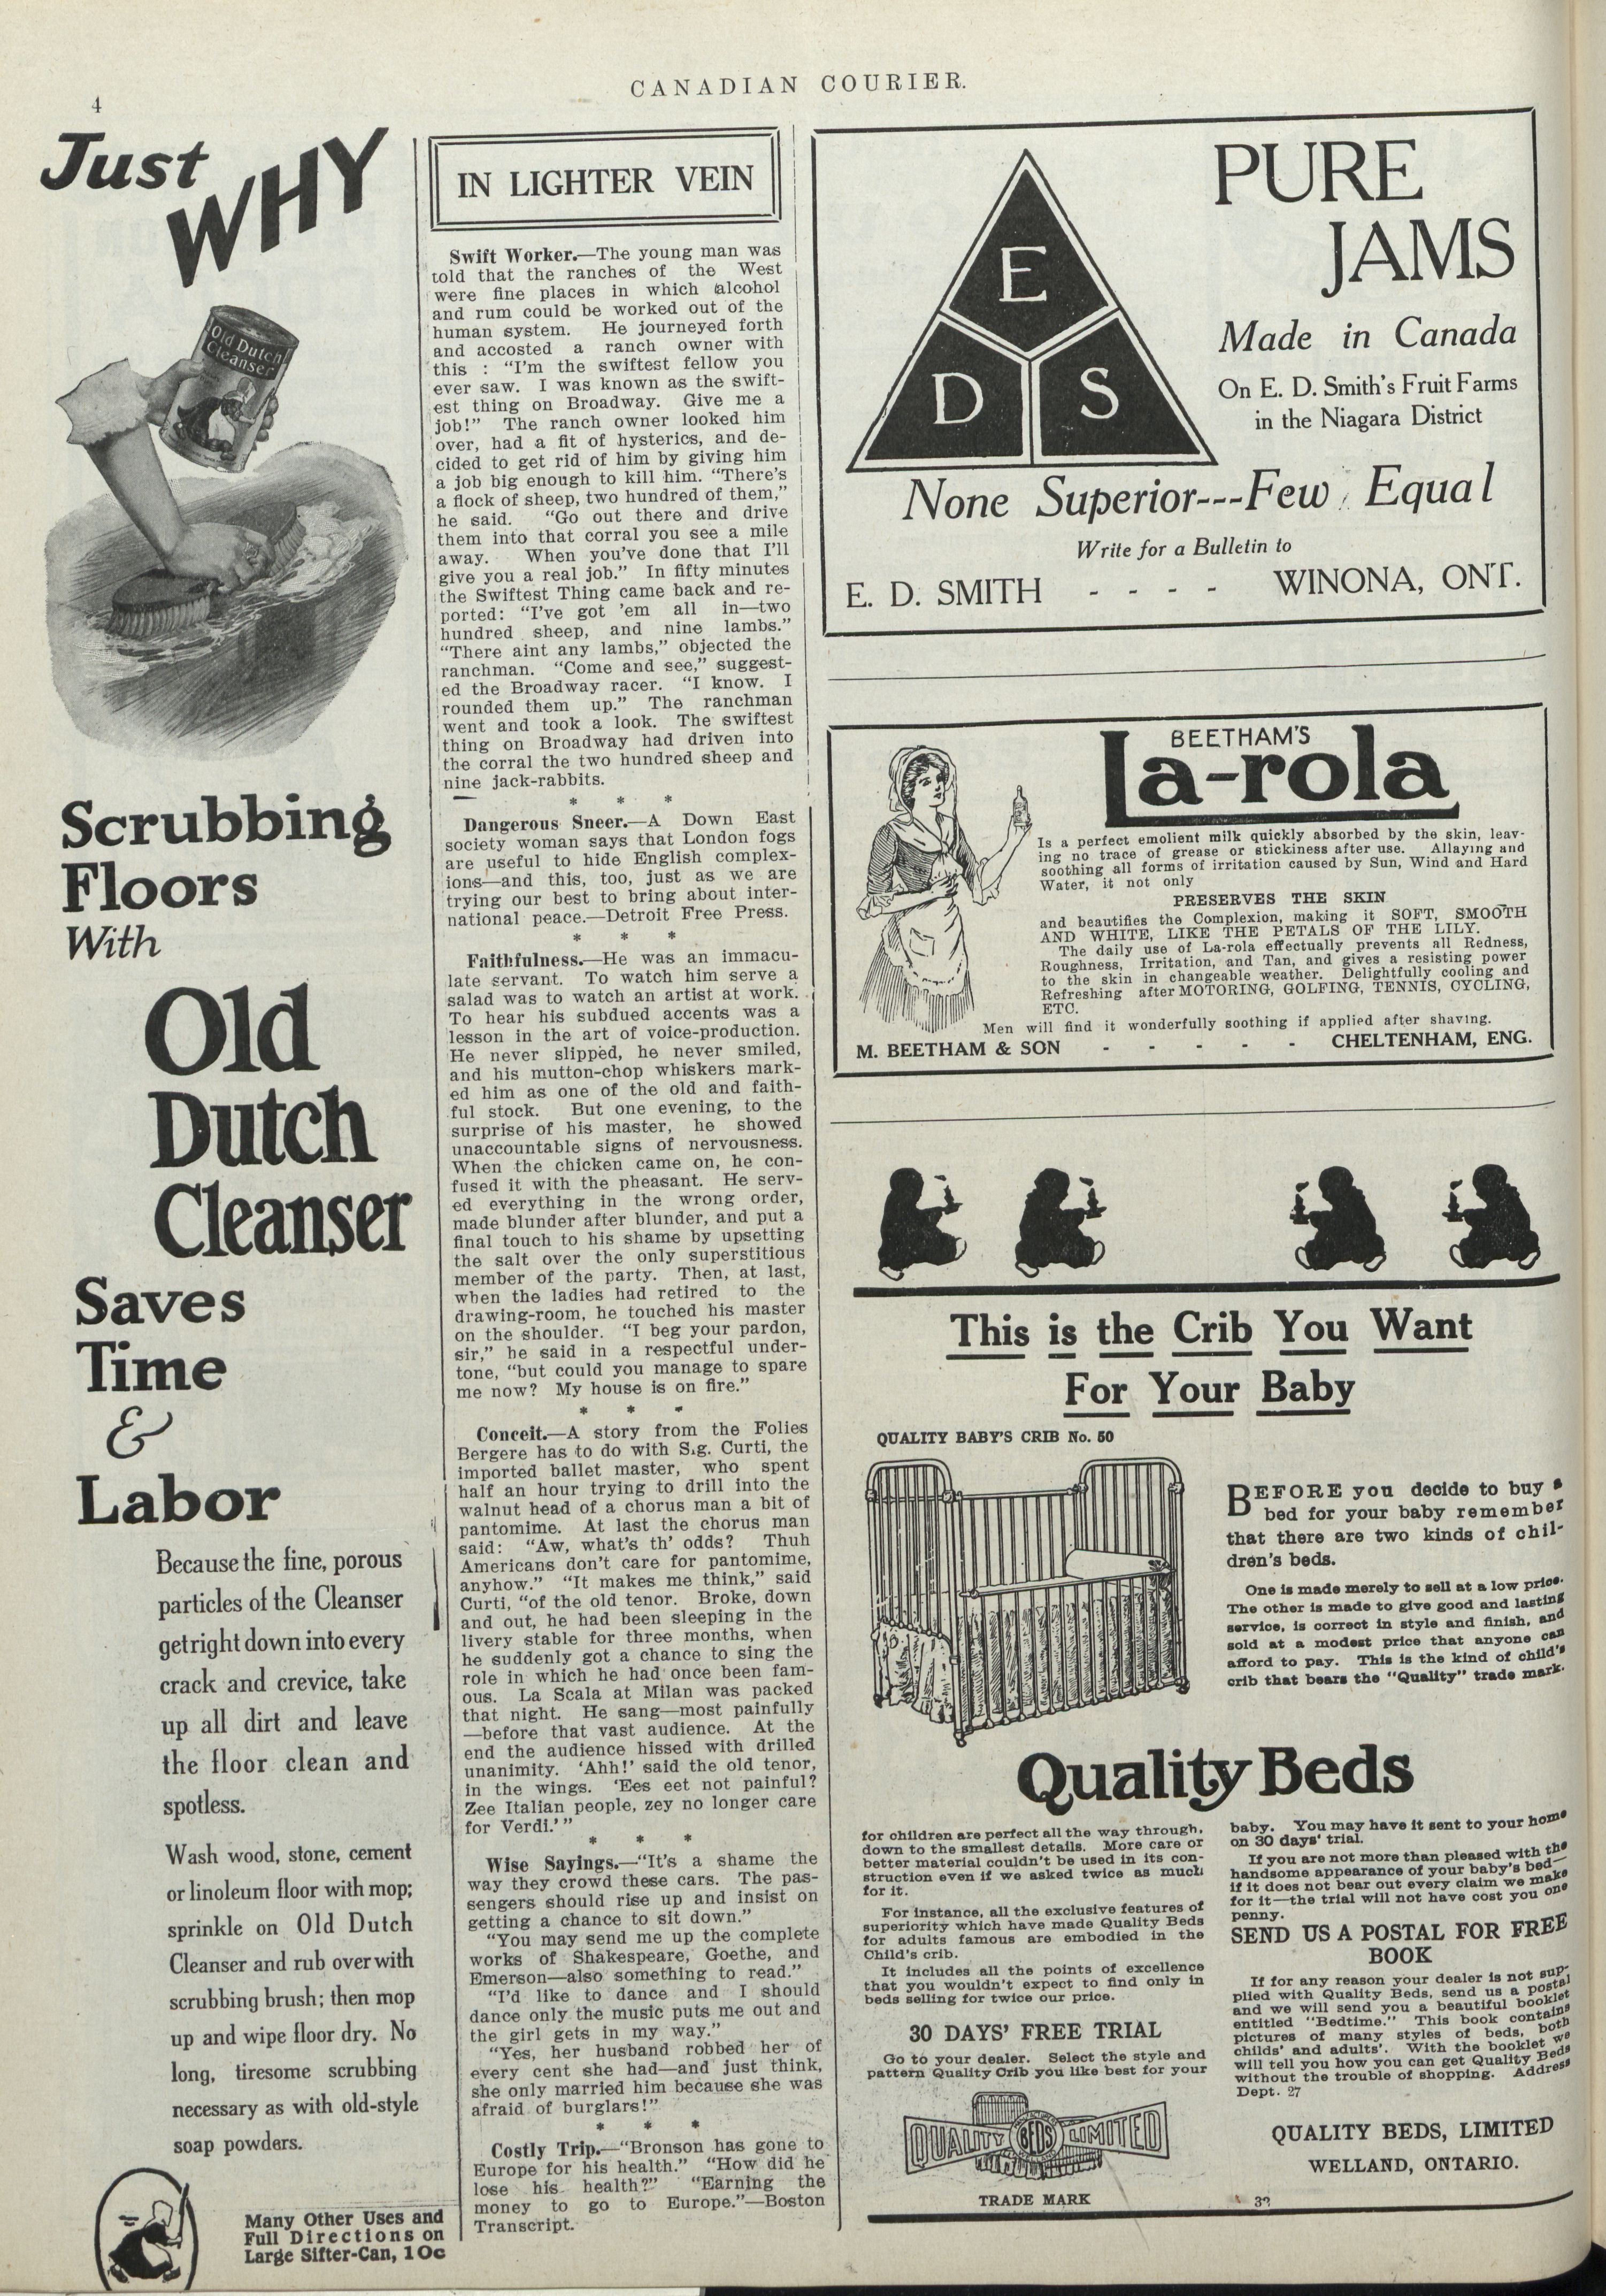 4
CANADIAN COURIER.
Just
WHY
Old Dutch
Cleanser
Scrubbing
Floors
With
Old
Dutch
Cleanser
Saves
Time
&
Labor
Because the fine, porous
particles of the Cleanser
get right down into every
crack and crevice, take
up all dirt and leave
the floor clean and
spotless.
Wash wood, stone, cement
or linoleum floor with mop;
sprinkle on Old Dutch
Cleanser and rub over with
scrubbing brush; then mop
up and wipe floor dry. No
long, tiresome scrubbing
necessary as with old-style
soap powders.
Many Other Uses and
Full Directions on
Large Sifter-Can, 10c
IN LIGHTER VEIN
Swift Worker.—The young man was
told that the ranches of the West
were fine places in which alcohol
and rum could be worked out of the
human system. He journeyed forth
and accosted a ranch owner with
this : "I'm the swiftest fellow you
ever saw. I was known as the swift-
est thing on Broadway. Give me a
job!" The ranch owner looked him
over, had a fit of hysterics, and de-
cided to get rid of him by giving him
a job big enough to kill him. "There's
a flock of sheep, two hundred of them,"
he said. "Go out there and drive
them into that corral you see a mile
away. When you've done that I'll
give you a real job." In fifty minutes
the Swiftest Thing came back and re-
ported: "I've got 'em all in—two
hundred sheep, and nine lambs."
"There aint any lambs," objected the
ranchman. "Come and see," suggest-
ed the Broadway racer. "I know. I
rounded them up." The ranchman
went and took a look. The swiftest
thing on Broadway had driven into
the corral the two hundred sheep and
nine jack-rabbits.
* * *
Dangerous Sneer.—A Down East
society woman says that London fogs
are useful to hide English complex-
ions—and this, too, just as we are
trying our best to bring about inter-
national peace.—Detroit Free Press.
* * *
Faithfulness.—He was an immacu-
late servant. To watch him serve a
salad was to watch an artist at work.
To hear his subdued accents was a
lesson in the art of voice-production.
He never slipped, he never smiled,
and his mutton-chop whiskers mark-
ed him as one of the old and faith-
ful stock. But one evening, to the
surprise of his master, he showed
unaccountable signs of nervousness.
When the chicken came on, he con-
fused it with the pheasant. He serv-
ed everything in the wrong order,
made blunder after blunder, and put a
final touch to his shame by upsetting
the salt over the only superstitious
member of the party. Then, at last,
when the ladies had retired to the
drawing-room, he touched his master
on the shoulder. "I beg your pardon,
sir," he said in a respectful under-
tone, "but could you manage to spare
me now? My house is on fire."
* * *
Conceit.—A story from the Folies
Bergere has to do with Sig. Curti, the
imported ballet master, who spent
half an hour trying to drill into the
walnut head of a chorus man a bit of
pantomime. At last the chorus man
said: "Aw, what's th' odds? Thuh
Americans don't care for pantomime,
anyhow." "It makes me think," said
Curti, "of the old tenor. Broke, down
and out, he had been sleeping in the
livery stable for three months, when
he suddenly got a chance to sing the
role in which he had once been fam-
ous. La Scala at Milan was packed
that night. He sang—most painfully
—before that vast audience. At the
end the audience hissed with drilled
unanimity. 'Ahh!' said the old tenor,
in the wings. 'Ees eet not painful?
Zee Italian people, zey no longer care
for Verdi.'"
* * *
Wise Sayings.—"It's a shame the
way they crowd these cars. The pas-
sengers should rise up and insist on
getting a chance to sit down."
"You may send me up the complete
works of Shakespeare, Goethe, and
Emerson—also something to read."
"I'd like to dance and I should
dance only the music puts me out and
the girl gets in my way."
"Yes, her husband robbed her of
every cent she had—and just think,
she only married him because she was
afraid of burglars!"
* * *
Costly Trip.—"Bronson has gone to
Europe for his health." "How did he
lose his health?" "Earning the
money to go to Europe."—Boston
Transcript.
E
D S
PURE
JAMS
Made in Canada
On E. D. Smith's Fruit Farms
in the Niagara District
None Superior---Few Equal
Write for a Bulletin to
E. D. SMITH - - - - WINONA, ONT.
BEETHAM'S
La-rola
Is a perfect emolient milk quickly absorbed by the skin, leav-
ing no trace of grease or stickiness after use. Allaying and
soothing all forms of irritation caused by Sun, Wind and Hard
Water, it not only
PRESERVES THE SKIN
and beautifies the Complexion, making it SOFT, SMOOTH
AND WHITE, LIKE THE PETALS OF THE LILY.
The daily use of La-rola effectually prevents all Redness,
Roughness, Irritation, and Tan, and gives a resisting power
to the skin in changeable weather. Delightfully cooling and
Refreshing after MOTORING, GOLFING, TENNIS, CYCLING,
ETC.
Men will find it wonderfully soothing if applied after shaving.
M. BEETHAM & SON - - - - - CHELTENHAM, ENG.
This is the Crib You Want
For Your Baby
QUALITY BABY'S CRIB No. 50
BEFORE you decide to buy a
bed for your baby remember
that there are two kinds of chil-
dren's beds.
One is made merely to sell at a low price.
The other is made to give good and lasting
service, is correct in style and finish, and
sold at a modest price that anyone can
afford to pay. This is the kind of child's
crib that bears the "Quality" trade mark.
Quality Beds
for children are perfect all the way through,
down to the smallest details. More care or
better material couldn't be used in its con-
struction even if we asked twice as much
for it.
For instance, all the exclusive features of
superiority which have made Quality Beds
for adults famous are embodied in the
Child's crib.
It includes all the points of excellence
that you wouldn't expect to find only in
beds selling for twice our price.
30 DAYS' FREE TRIAL
Go to your dealer. Select the style and
pattern Quality Crib you like best for your
QUALITY BEDS LIMITED
TRADE MARK
baby. You may have it sent to your home
on 30 days' trial.
If you are not more than pleased with the
handsome appearance of your baby's bed—
if it does not bear out every claim we make
for it—the trial will not have cost you one
penny.
SEND US A POSTAL FOR FREE
BOOK
If for any reason your dealer is not sup-
plied with Quality Beds, send us a postal
and we will send you a beautiful booklet
entitled "Bedtime." This book contains
pictures of many styles of beds, both
childs' and adults'. With the booklet we
will tell you how you can get Quality Beds
without the trouble of shopping. Address
Dept. 27
QUALITY BEDS, LIMITED
WELLAND, ONTARIO.